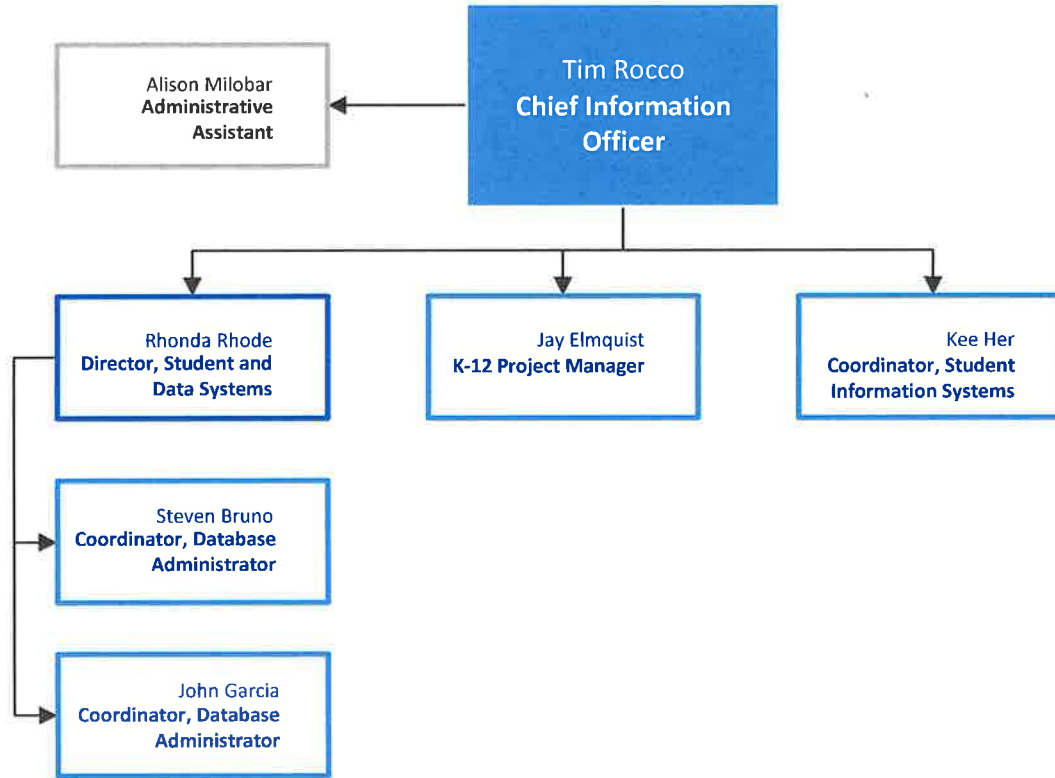 Tim Rocco
Chief Information
Officer
Alison Milobar
Administrative
Assistant
Rhonda Rhode
Director, Student and
Data Systems
Jay Elmquist
K-12 Project Manager
Kee Her
Coordinator, Student
Information Systems
Steven Bruno
Coordinator, Database
Administrator
John Garcia
Coordinator, Database
Administrator